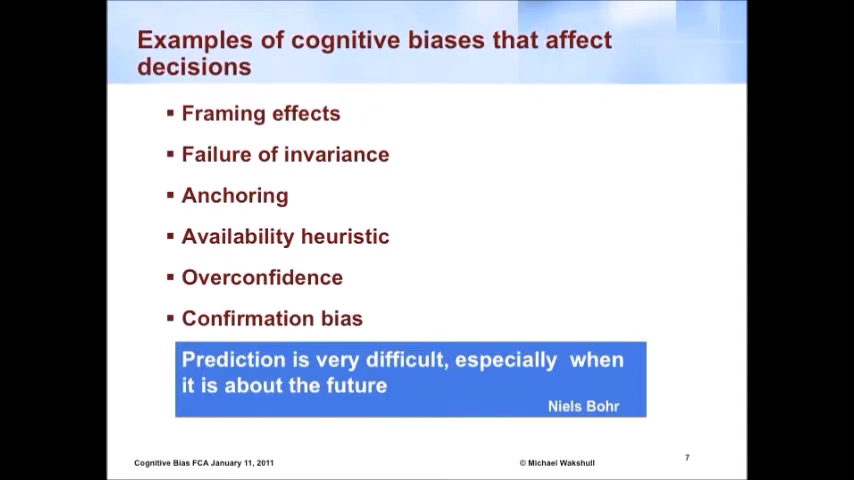 Examples of cognitive biases that affect
decisions
▪ Framing effects
▪ Failure of invariance
▪ Anchoring
▪ Availability heuristic
▪ Overconfidence
▪ Confirmation bias
Prediction is very difficult, especially when
it is about the future
Niels Bohr
Cognitive Bias FCA January 11, 2011
© Michael Wakshull
7